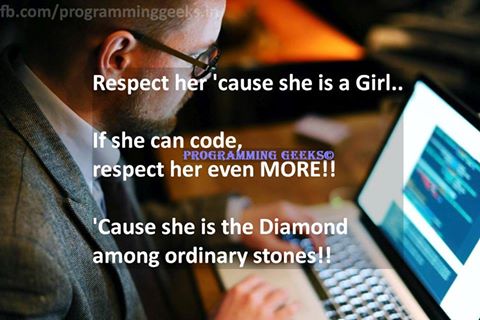 fb.com/programminggeeks.in
Respect her 'cause she is a Girl..
If she can code,
PROGRAMMING GEEKS©
respect her even MORE!!
'Cause she is the Diamond
among ordinary stones!!